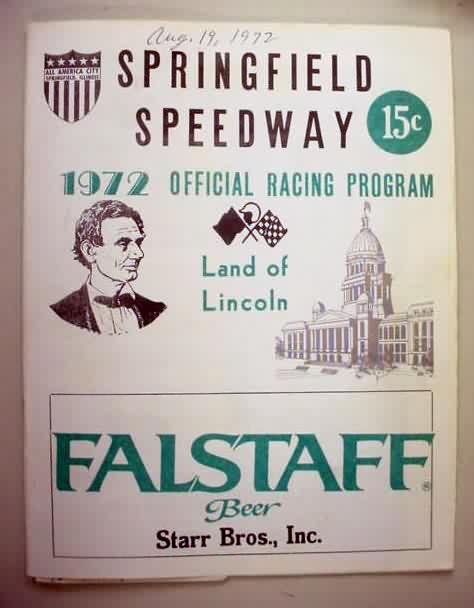 Aug. 19, 1972
ALL AMERICA CITY
SPRINGFIELD, ILLINOIS
SPRINGFIELD
SPEEDWAY
15c
1972 OFFICIAL RACING PROGRAM
Land of
Lincoln
FALSTAFF®
Beer
Starr Bros., Inc.